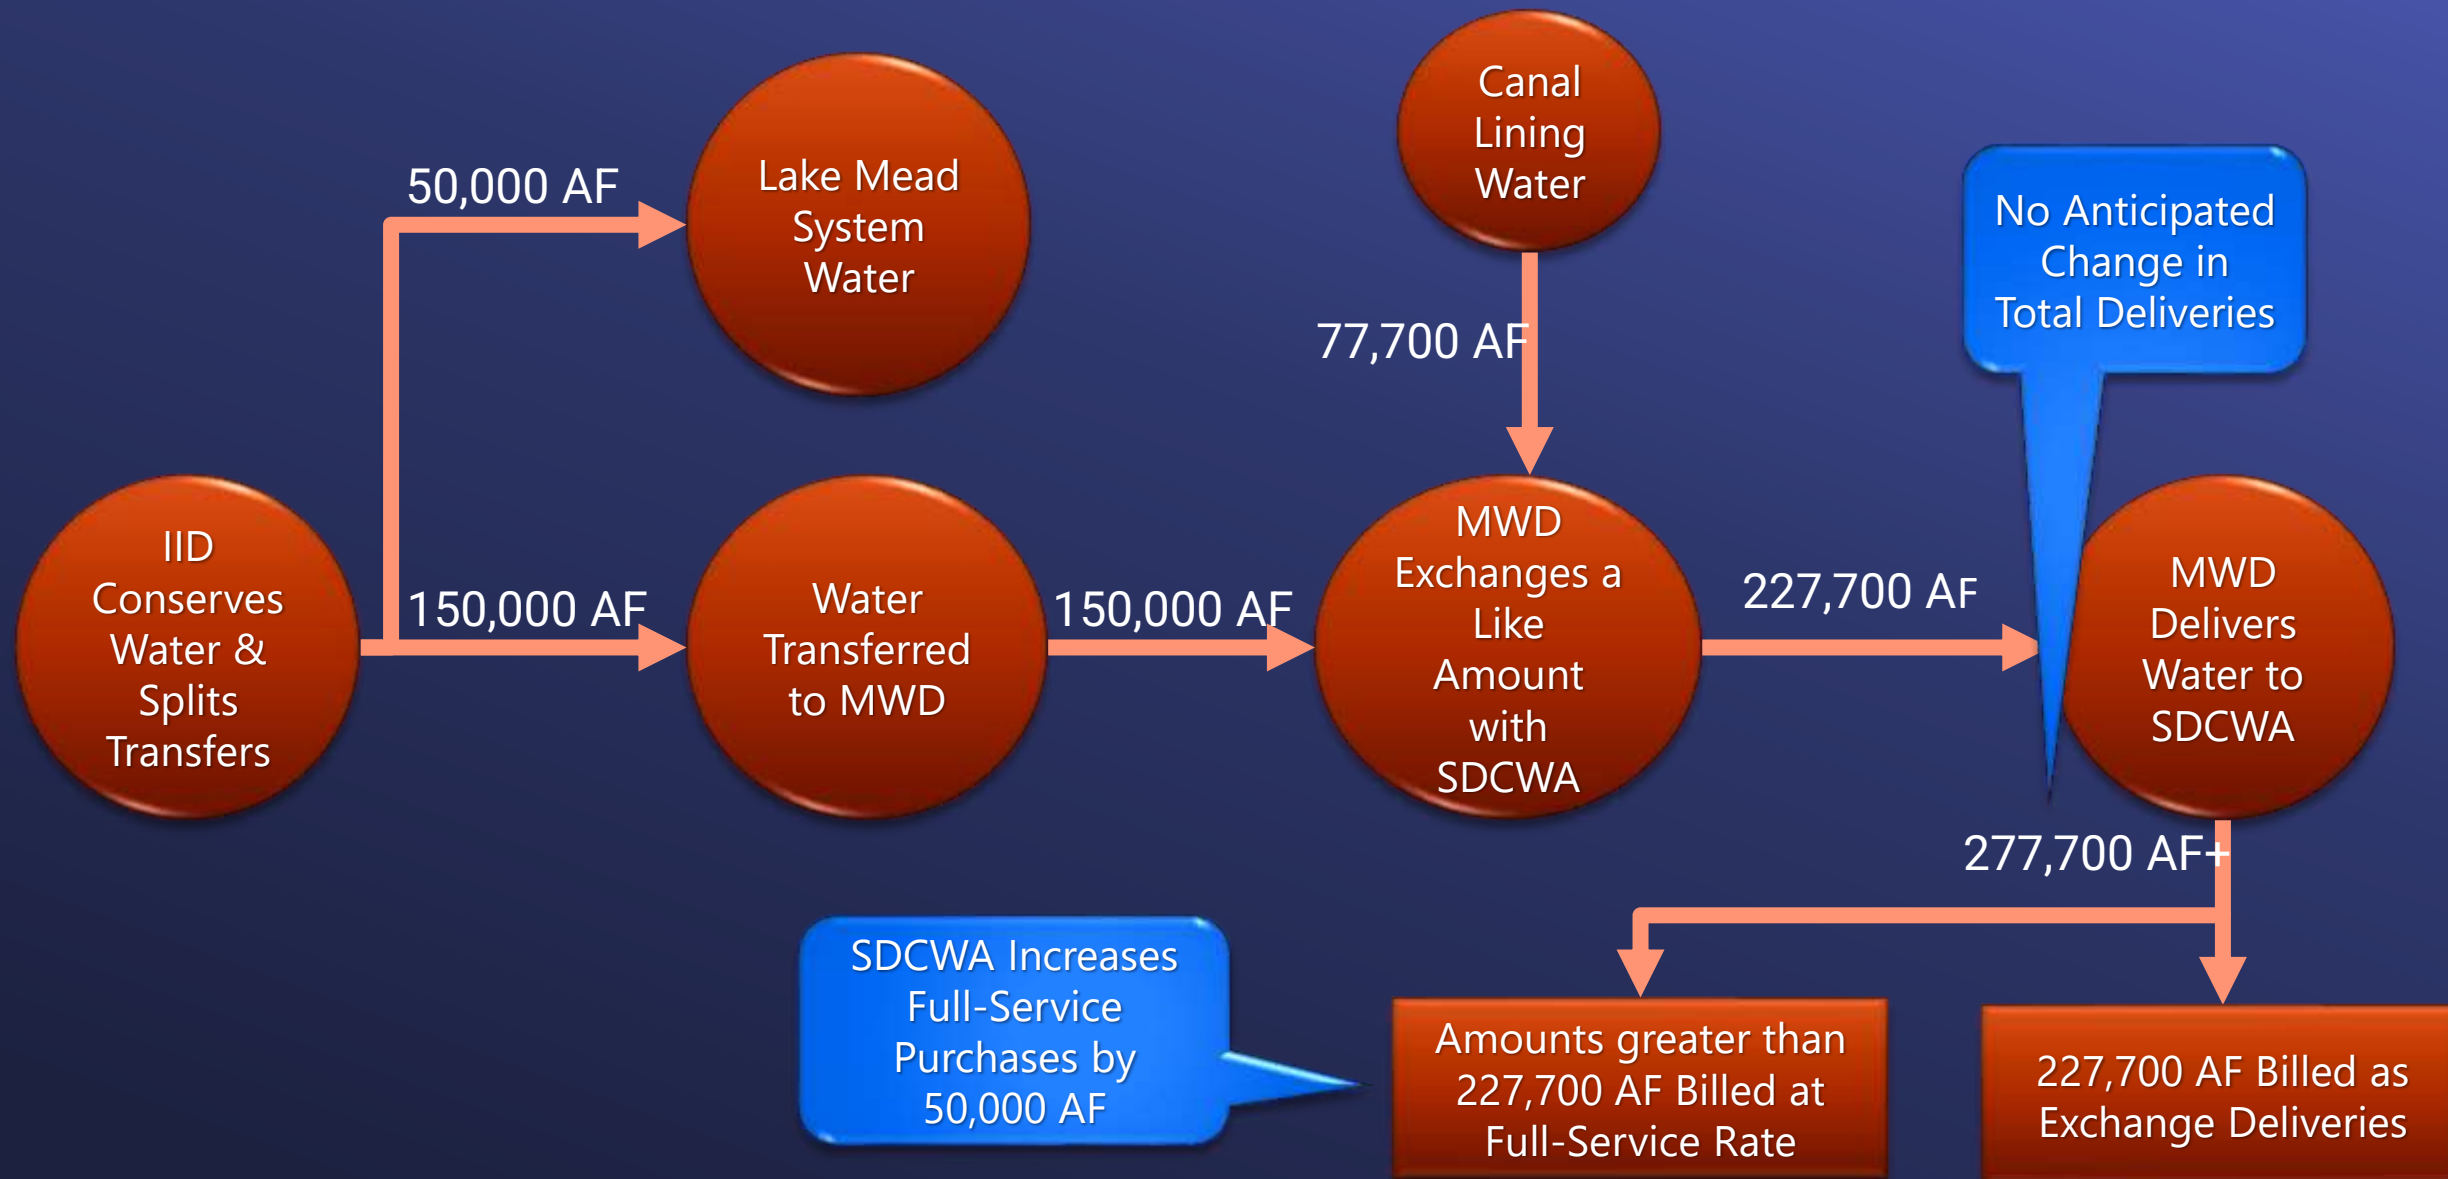 50,000 AF
Lake Mead
System
Water
Canal
Lining
Water
77,700 AF
No Anticipated
Change in
Total Deliveries
IID
Conserves
Water &
Splits
Transfers
150,000 AF
Water
Transferred
to MWD
150,000 AF
MWD
Exchanges a
Like
Amount
with
SDCWA
227,700 AF
MWD
Delivers
Water to
SDCWA
277,700 AF+
SDCWA Increases
Full-Service
Purchases by
50,000 AF
Amounts greater than
227,700 AF Billed at
Full-Service Rate
227,700 AF Billed as
Exchange Deliveries